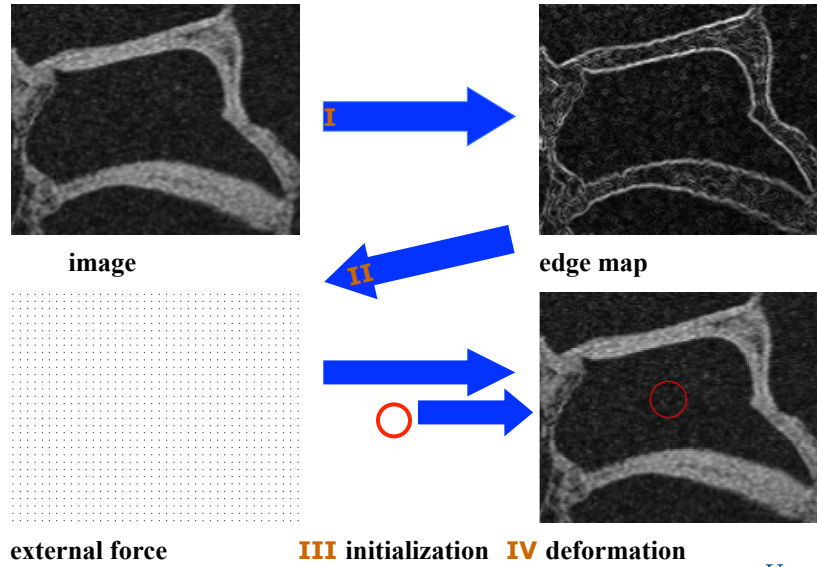 I
image
edge map
II
external force
III initialization IV deformation